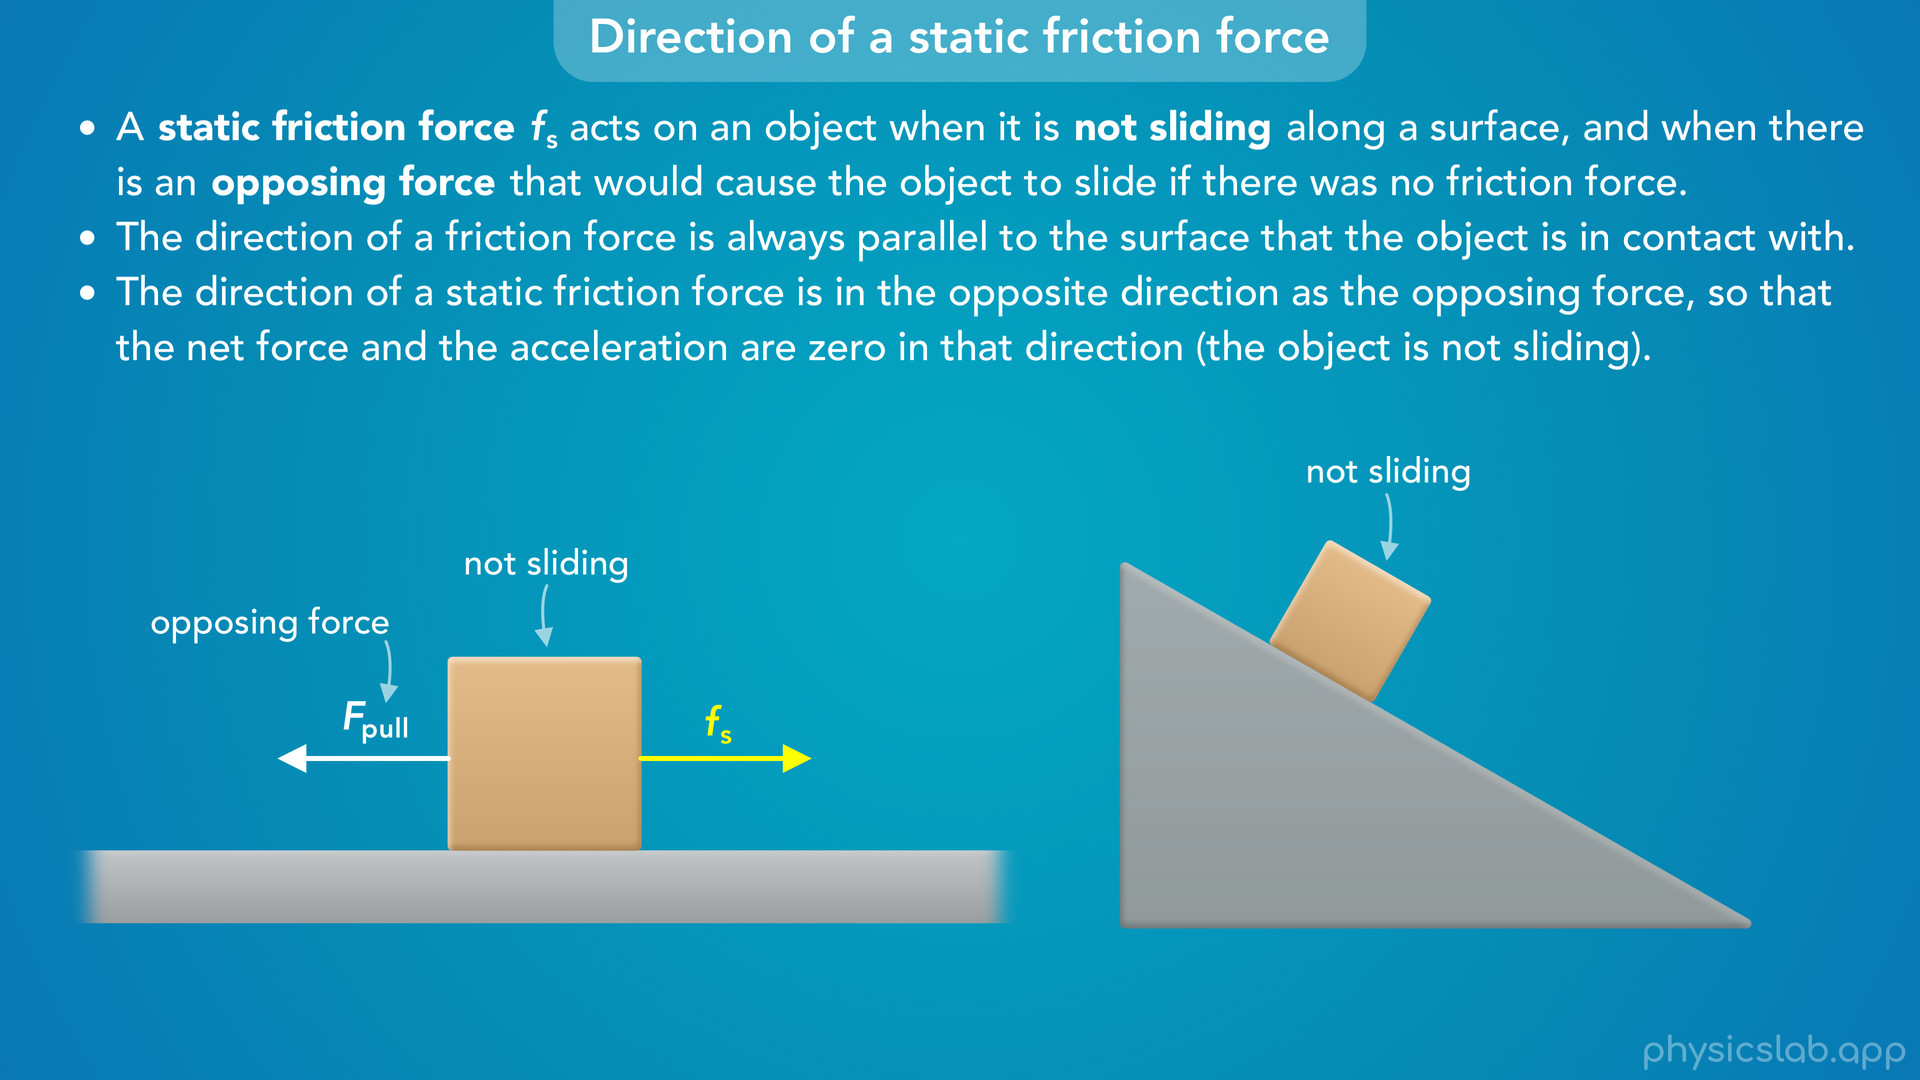 Direction of a static friction force
• A static friction force fs acts on an object when it is not sliding along a surface, and when there
is an opposing force that would cause the object to slide if there was no friction force.
• The direction of a friction force is always parallel to the surface that the object is in contact with.
• The direction of a static friction force is in the opposite direction as the opposing force, so that
the net force and the acceleration are zero in that direction (the object is not sliding).
not sliding
not sliding
opposing force
Fpull
fs
physicslab.app